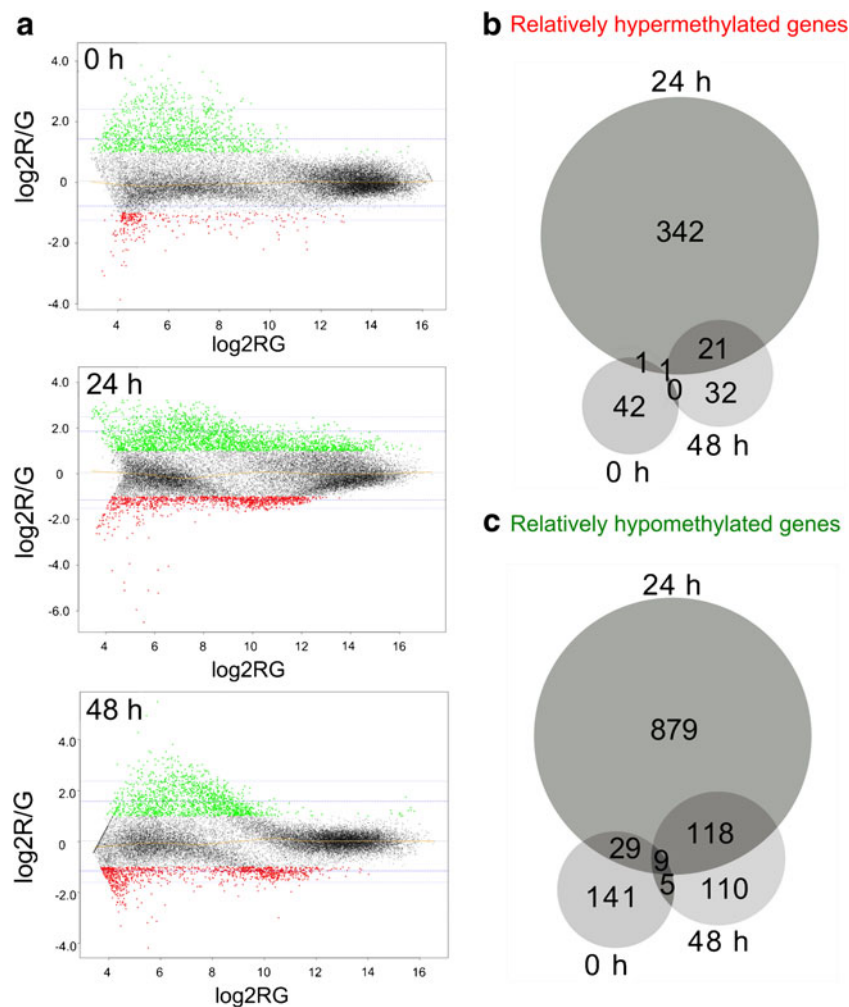 a
0 h
4.0
2.0
0
-2.0
-4.0
log2R/G
4 6 8 10 12 14 16
log2RG
24 h
4.0
2.0
0
-2.0
-4.0
-6.0
log2R/G
4 6 8 10 12 14 16
log2RG
48 h
4.0
2.0
0
-2.0
-4.0
log2R/G
4 6 8 10 12 14 16
log2RG
b Relatively hypermethylated genes
24 h
342
21
1
1
0
42
32
48 h
0 h
c Relatively hypomethylated genes
24 h
879
118
29
9
5
141
110
48 h
0 h